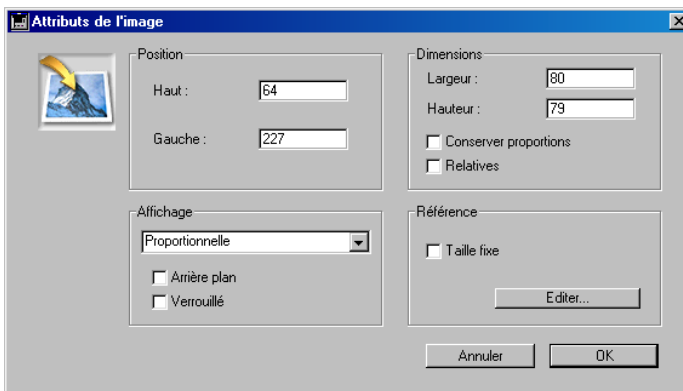 Attributs de l'image
Position
Haut :
64
Gauche :
227
Dimensions
Largeur :
80
Hauteur :
79
Conserver proportions
Relatives
Affichage
Proportionnelle
Arrière plan
Verrouillé
Référence
Taille fixe
Editer...
Annuler
OK